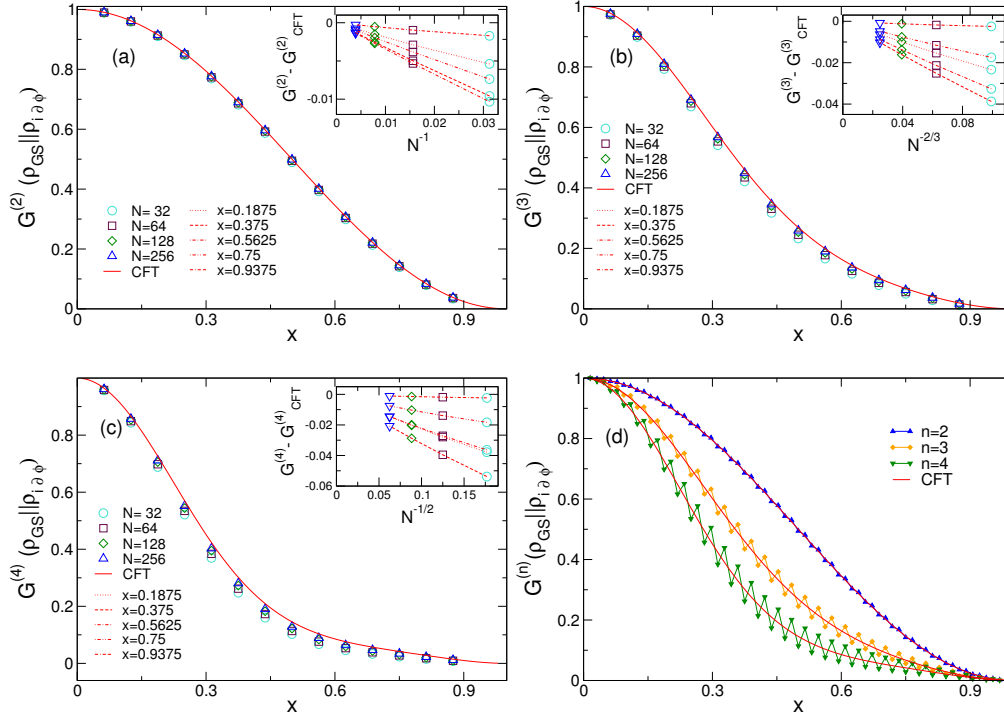 (a)
G^(2) (ρ_GS||ρ_i∂ϕ)
1
0.8
0.6
0.4
0.2
0
0
0.3
0.6
0.9
x
N= 32
N=64
N=128
N=256
CFT
x=0.1875
x=0.375
x=0.5625
x=0.75
x=0.9375
G^(2)- G^(2)_CFT
0
-0.01
0
0.01
0.02
0.03
N^-1
(b)
G^(3) (ρ_GS||ρ_i∂ϕ)
1
0.8
0.6
0.4
0.2
0
0
0.3
0.6
0.9
x
N= 32
N=64
N=128
N=256
CFT
x=0.1875
x=0.375
x=0.5625
x=0.75
x=0.9375
G^(3)- G^(3)_CFT
0
-0.02
-0.04
0
0.04
0.08
N^-2/3
(c)
G^(4) (ρ_GS||ρ_i∂ϕ)
1
0.8
0.6
0.4
0.2
0
0
0.3
0.6
0.9
x
N= 32
N=64
N=128
N=256
CFT
x=0.1875
x=0.375
x=0.5625
x=0.75
x=0.9375
G^(4)- G^(4)_CFT
0
-0.02
-0.04
-0.06
0
0.05
0.1
0.15
N^-1/2
(d)
G^(n)(ρ_GS||ρ_i∂ϕ)
1
0.8
0.6
0.4
0.2
0
0
0.3
0.6
0.9
x
n=2
n=3
n=4
CFT